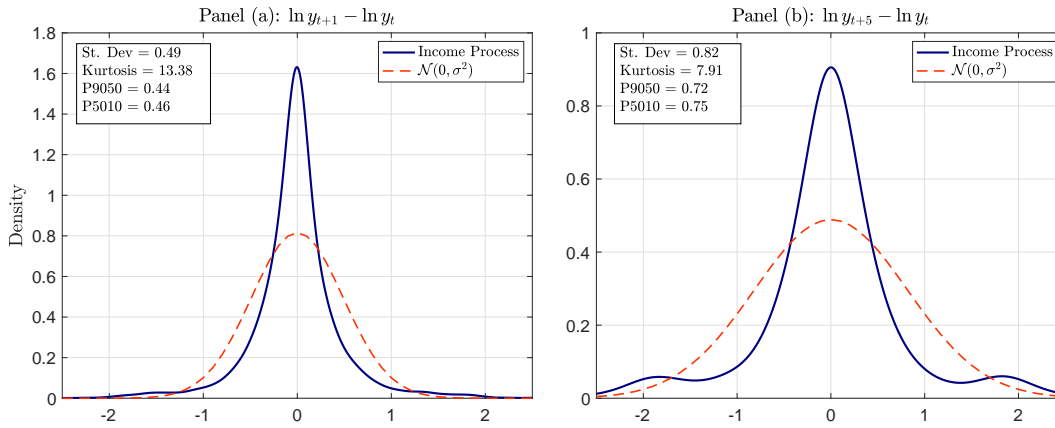 Panel (a): ln y_{t+1} − ln y_t
St. Dev = 0.49
Kurtosis = 13.38
P9050 = 0.44
P5010 = 0.46
Income Process
N(0, σ²)
Density
1.8
1.6
1.4
1.2
1
0.8
0.6
0.4
0.2
0
-2 -1 0 1 2
Panel (b): ln y_{t+5} − ln y_t
St. Dev = 0.82
Kurtosis = 7.91
P9050 = 0.72
P5010 = 0.75
Income Process
N(0, σ²)
1
0.8
0.6
0.4
0.2
0
-2 -1 0 1 2